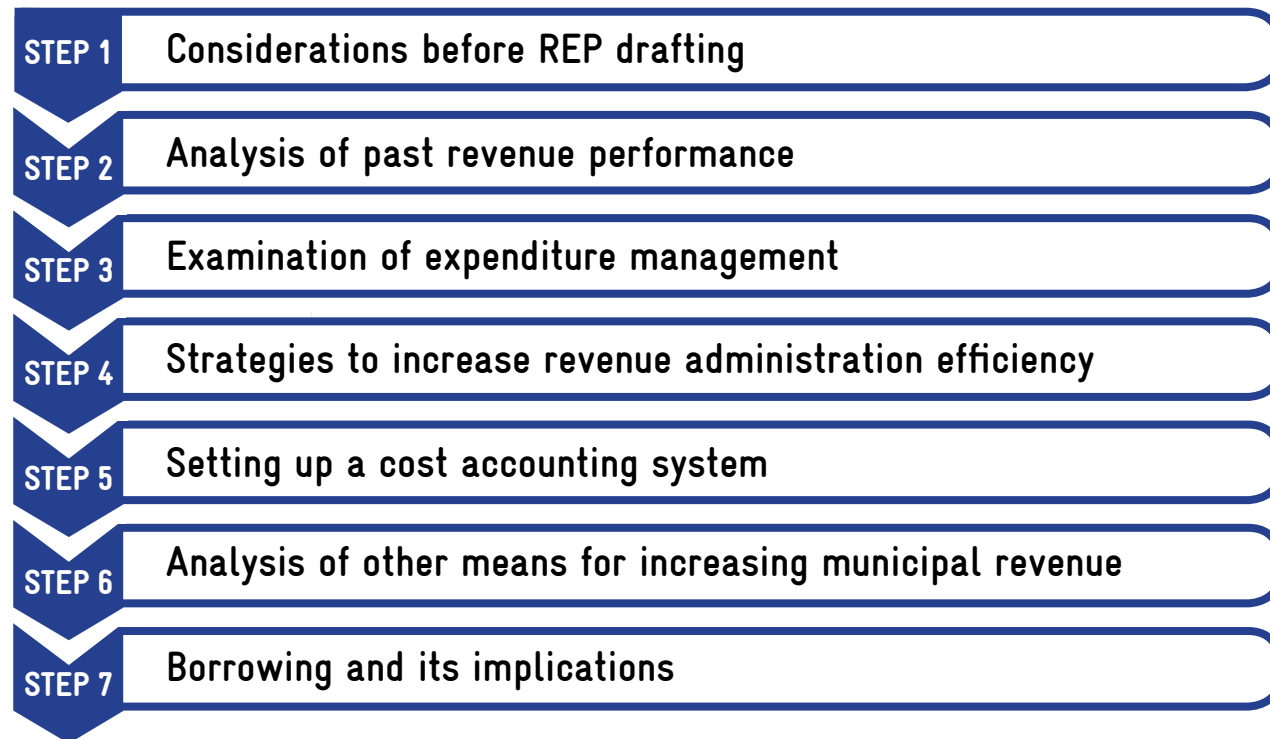 STEP 1
Considerations before REP drafting
STEP 2
Analysis of past revenue performance
STEP 3
Examination of expenditure management
STEP 4
Strategies to increase revenue administration efficiency
STEP 5
Setting up a cost accounting system
STEP 6
Analysis of other means for increasing municipal revenue
STEP 7
Borrowing and its implications